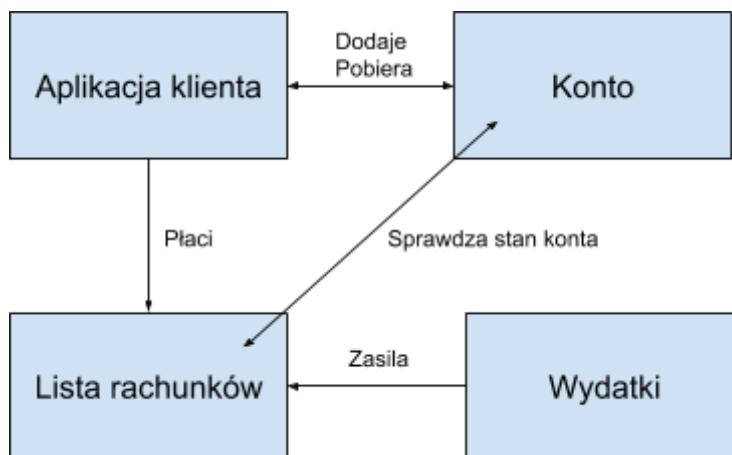 Aplikacja klienta
Dodaje
Pobiera
Konto
Płaci
Sprawdza stan konta
Lista rachunków
Zasila
Wydatki